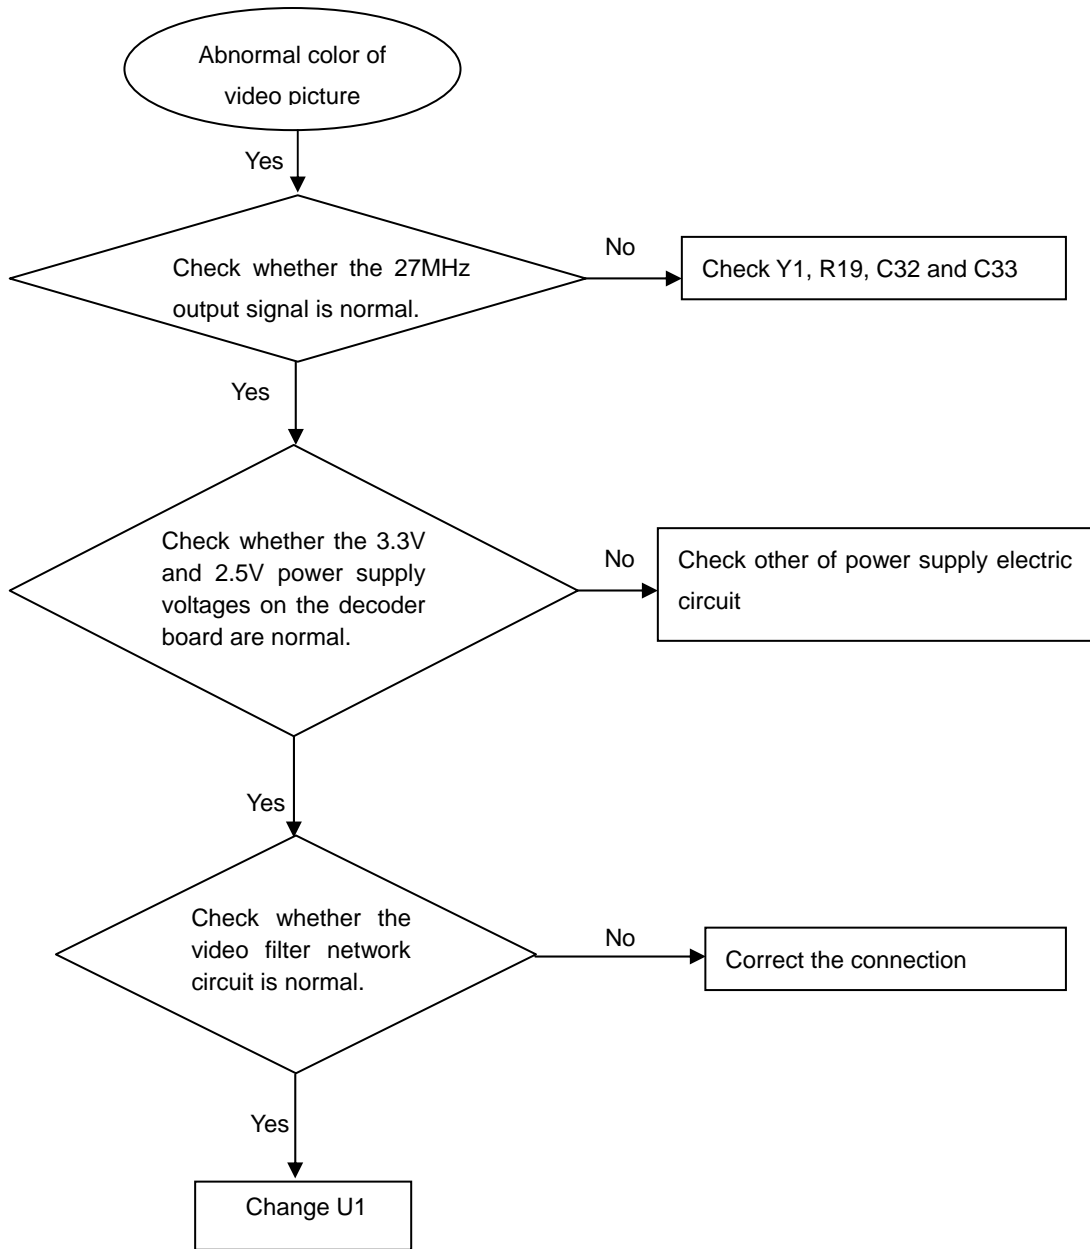 Abnormal color of
video picture
Yes
Check whether the 27MHz
output signal is normal.
No
Check Y1, R19, C32 and C33
Yes
Check whether the 3.3V
and 2.5V power supply
voltages on the decoder
board are normal.
No
Check other of power supply electric
circuit
Yes
Check whether the
video filter network
circuit is normal.
No
Correct the connection
Yes
Change U1